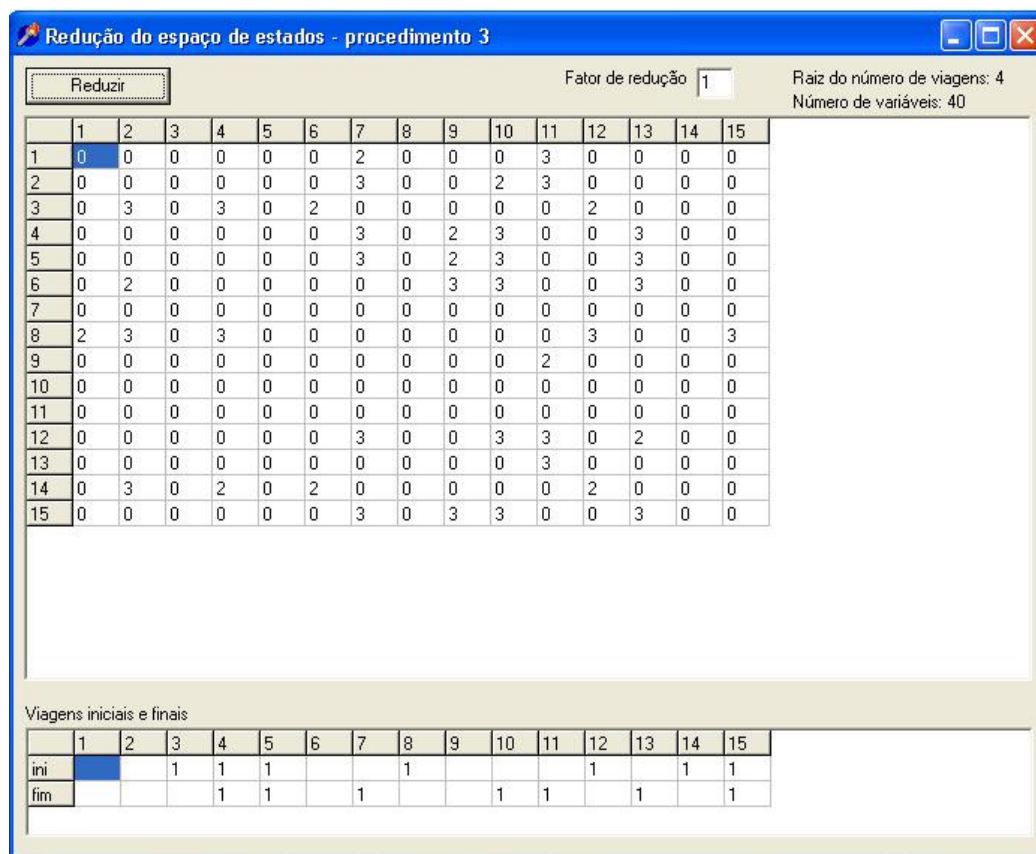 Redução do espaço de estados - procedimento 3
Reduzir Fator de redução 1 Raiz do número de viagens: 4
Número de variáveis: 40
1 2 3 4 5 6 7 8 9 10 11 12 13 14 15
1 0 0 0 0 0 0 2 0 0 0 3 0 0 0 0
2 0 0 0 0 0 0 3 0 0 2 3 0 0 0 0
3 0 3 0 3 0 2 0 0 0 0 0 2 0 0 0
4 0 0 0 0 0 0 3 0 2 3 0 0 3 0 0
5 0 0 0 0 0 0 3 0 2 3 0 0 3 0 0
6 0 2 0 0 0 0 0 0 3 3 0 0 3 0 0
7 0 0 0 0 0 0 0 0 0 0 0 0 0 0 0
8 2 3 0 3 0 0 0 0 0 0 0 3 0 0 3
9 0 0 0 0 0 0 0 0 0 0 2 0 0 0 0
10 0 0 0 0 0 0 0 0 0 0 0 0 0 0 0
11 0 0 0 0 0 0 0 0 0 0 0 0 0 0 0
12 0 0 0 0 0 0 3 0 0 3 3 0 2 0 0
13 0 0 0 0 0 0 0 0 0 0 3 0 0 0 0
14 0 3 0 2 0 2 0 0 0 0 0 2 0 0 0
15 0 0 0 0 0 0 3 0 3 3 0 0 3 0 0
Viagens iniciais e finais
1 2 3 4 5 6 7 8 9 10 11 12 13 14 15
ini 1 1 1 1 1 1 1
fim 1 1 1 1 1 1 1